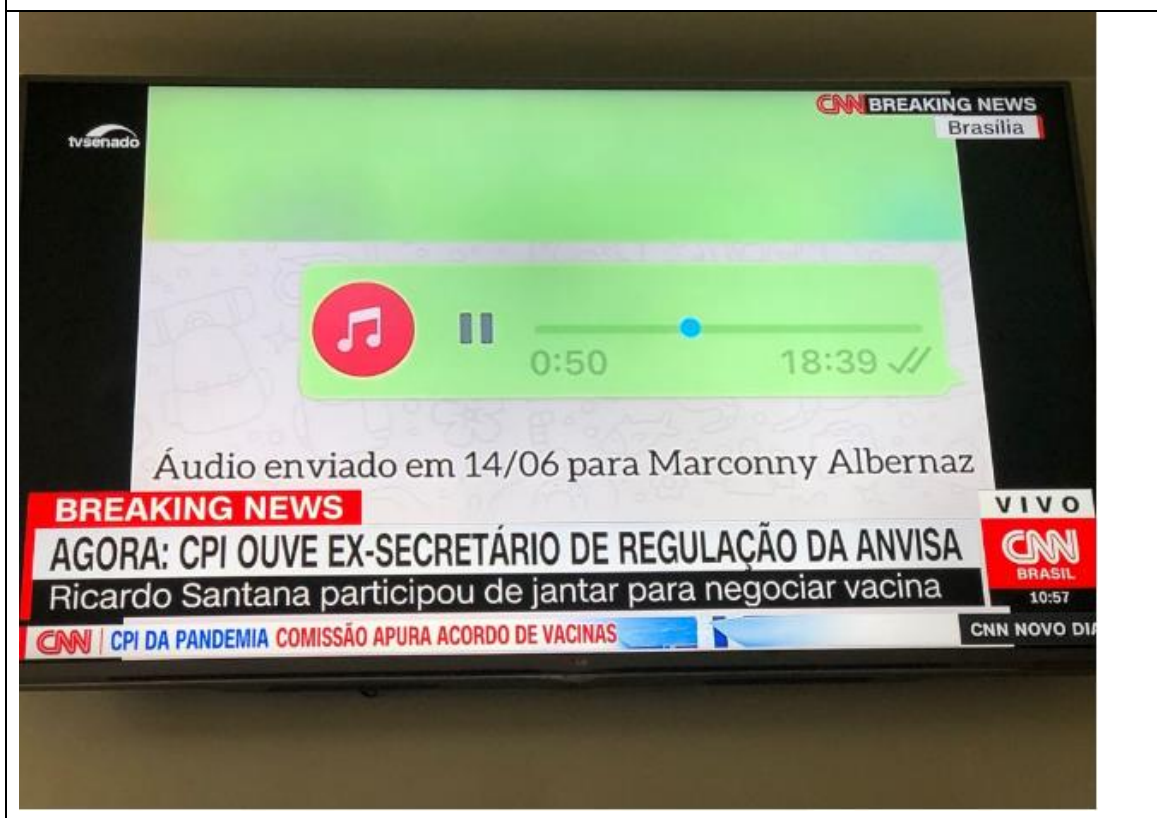 CNN BREAKING NEWS
tvsenado
Brasília
0:50 18:39
Áudio enviado em 14/06 para Marconny Albernaz
BREAKING NEWS
VIVO
AGORA: CPI OUVE EX-SECRETÁRIO DE REGULAÇÃO DA ANVISA
CNN
BRASIL
Ricardo Santana participou de jantar para negociar vacina
10:57
CNN CPI DA PANDEMIA COMISSÃO APURA ACORDO DE VACINAS
CNN NOVO DIA